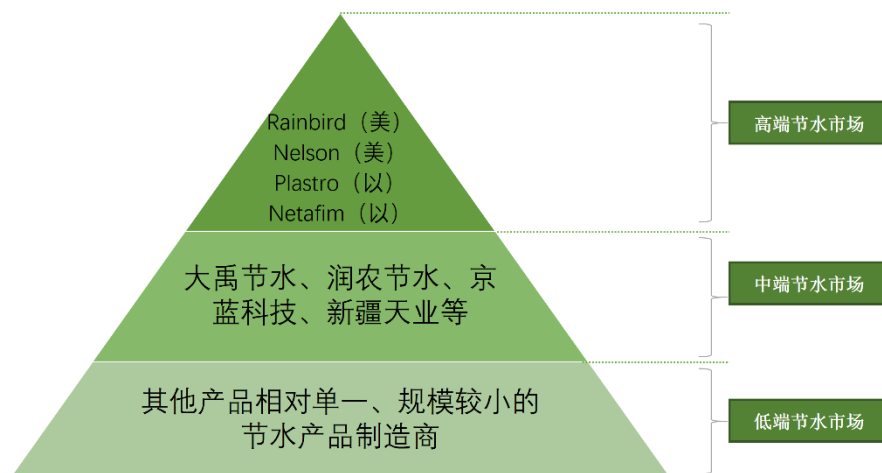 Rainbird（美）
Nelson（美）
Plastro（以）
Netafim（以）
高端节水市场
大禹节水、润农节水、京
蓝科技、新疆天业等
中端节水市场
其他产品相对单一、规模较小的
节水产品制造商
低端节水市场